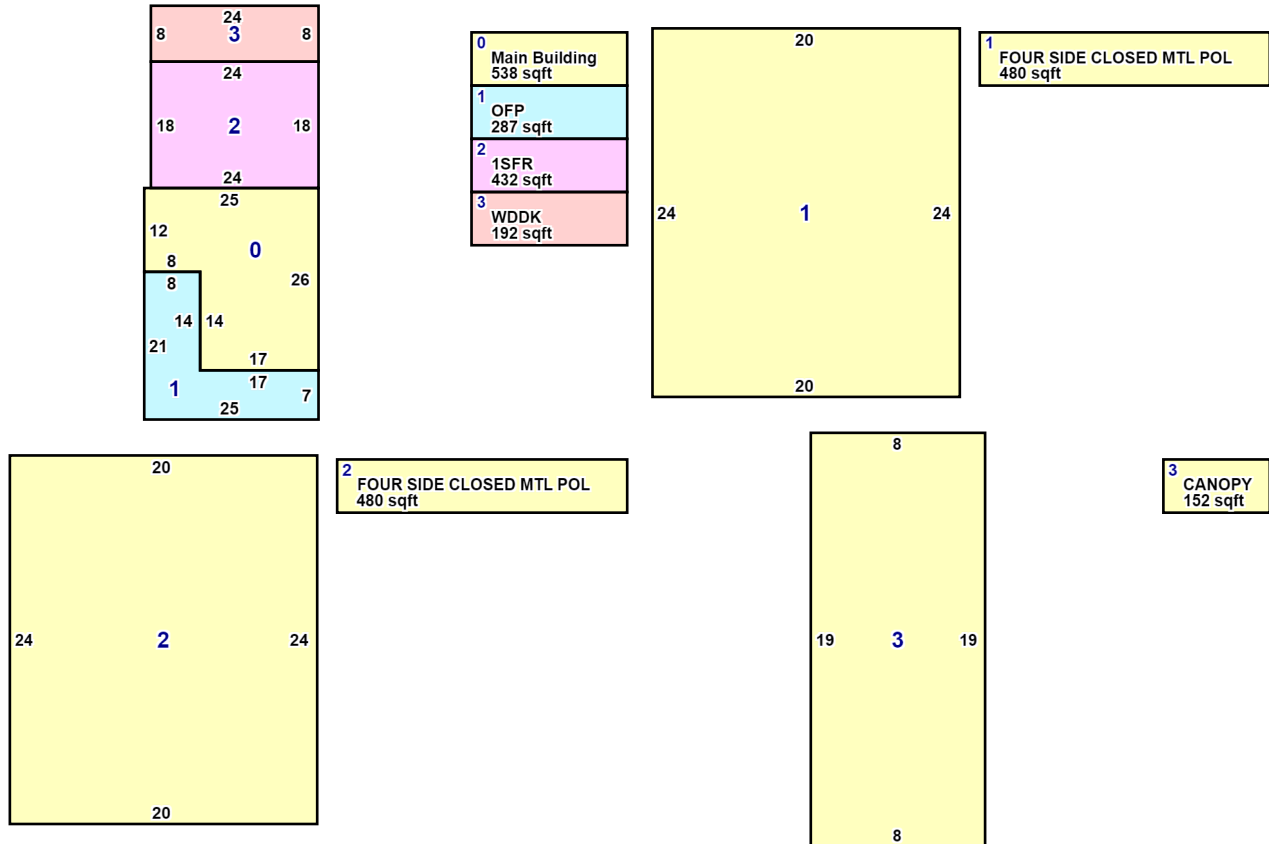 24
8 3 8
24
18 2 18
24
25
12
0
8
26
8
14 14
21
17
1
17
7
25
0
Main Building
538 sqft
1
OFP
287 sqft
2
1SFR
432 sqft
3
WDDK
192 sqft
20
24 1 24
20
1
FOUR SIDE CLOSED MTL POL
480 sqft
20
24 2 24
20
2
FOUR SIDE CLOSED MTL POL
480 sqft
8
19 3 19
8
3
CANOPY
152 sqft